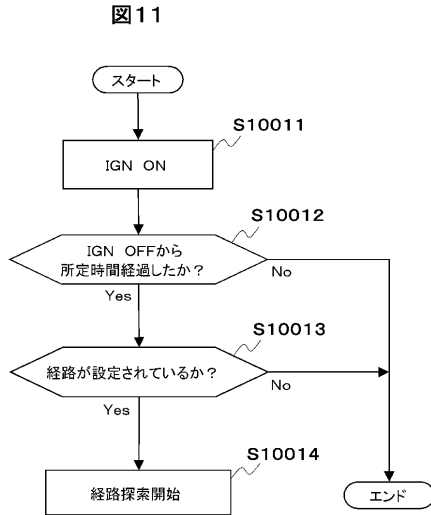 図11
スタート
S10011
IGN ON
S10012
IGN OFFから
所定時間経過したか？
No
Yes
S10013
経路が設定されているか？
No
Yes
S10014
経路探索開始
エンド